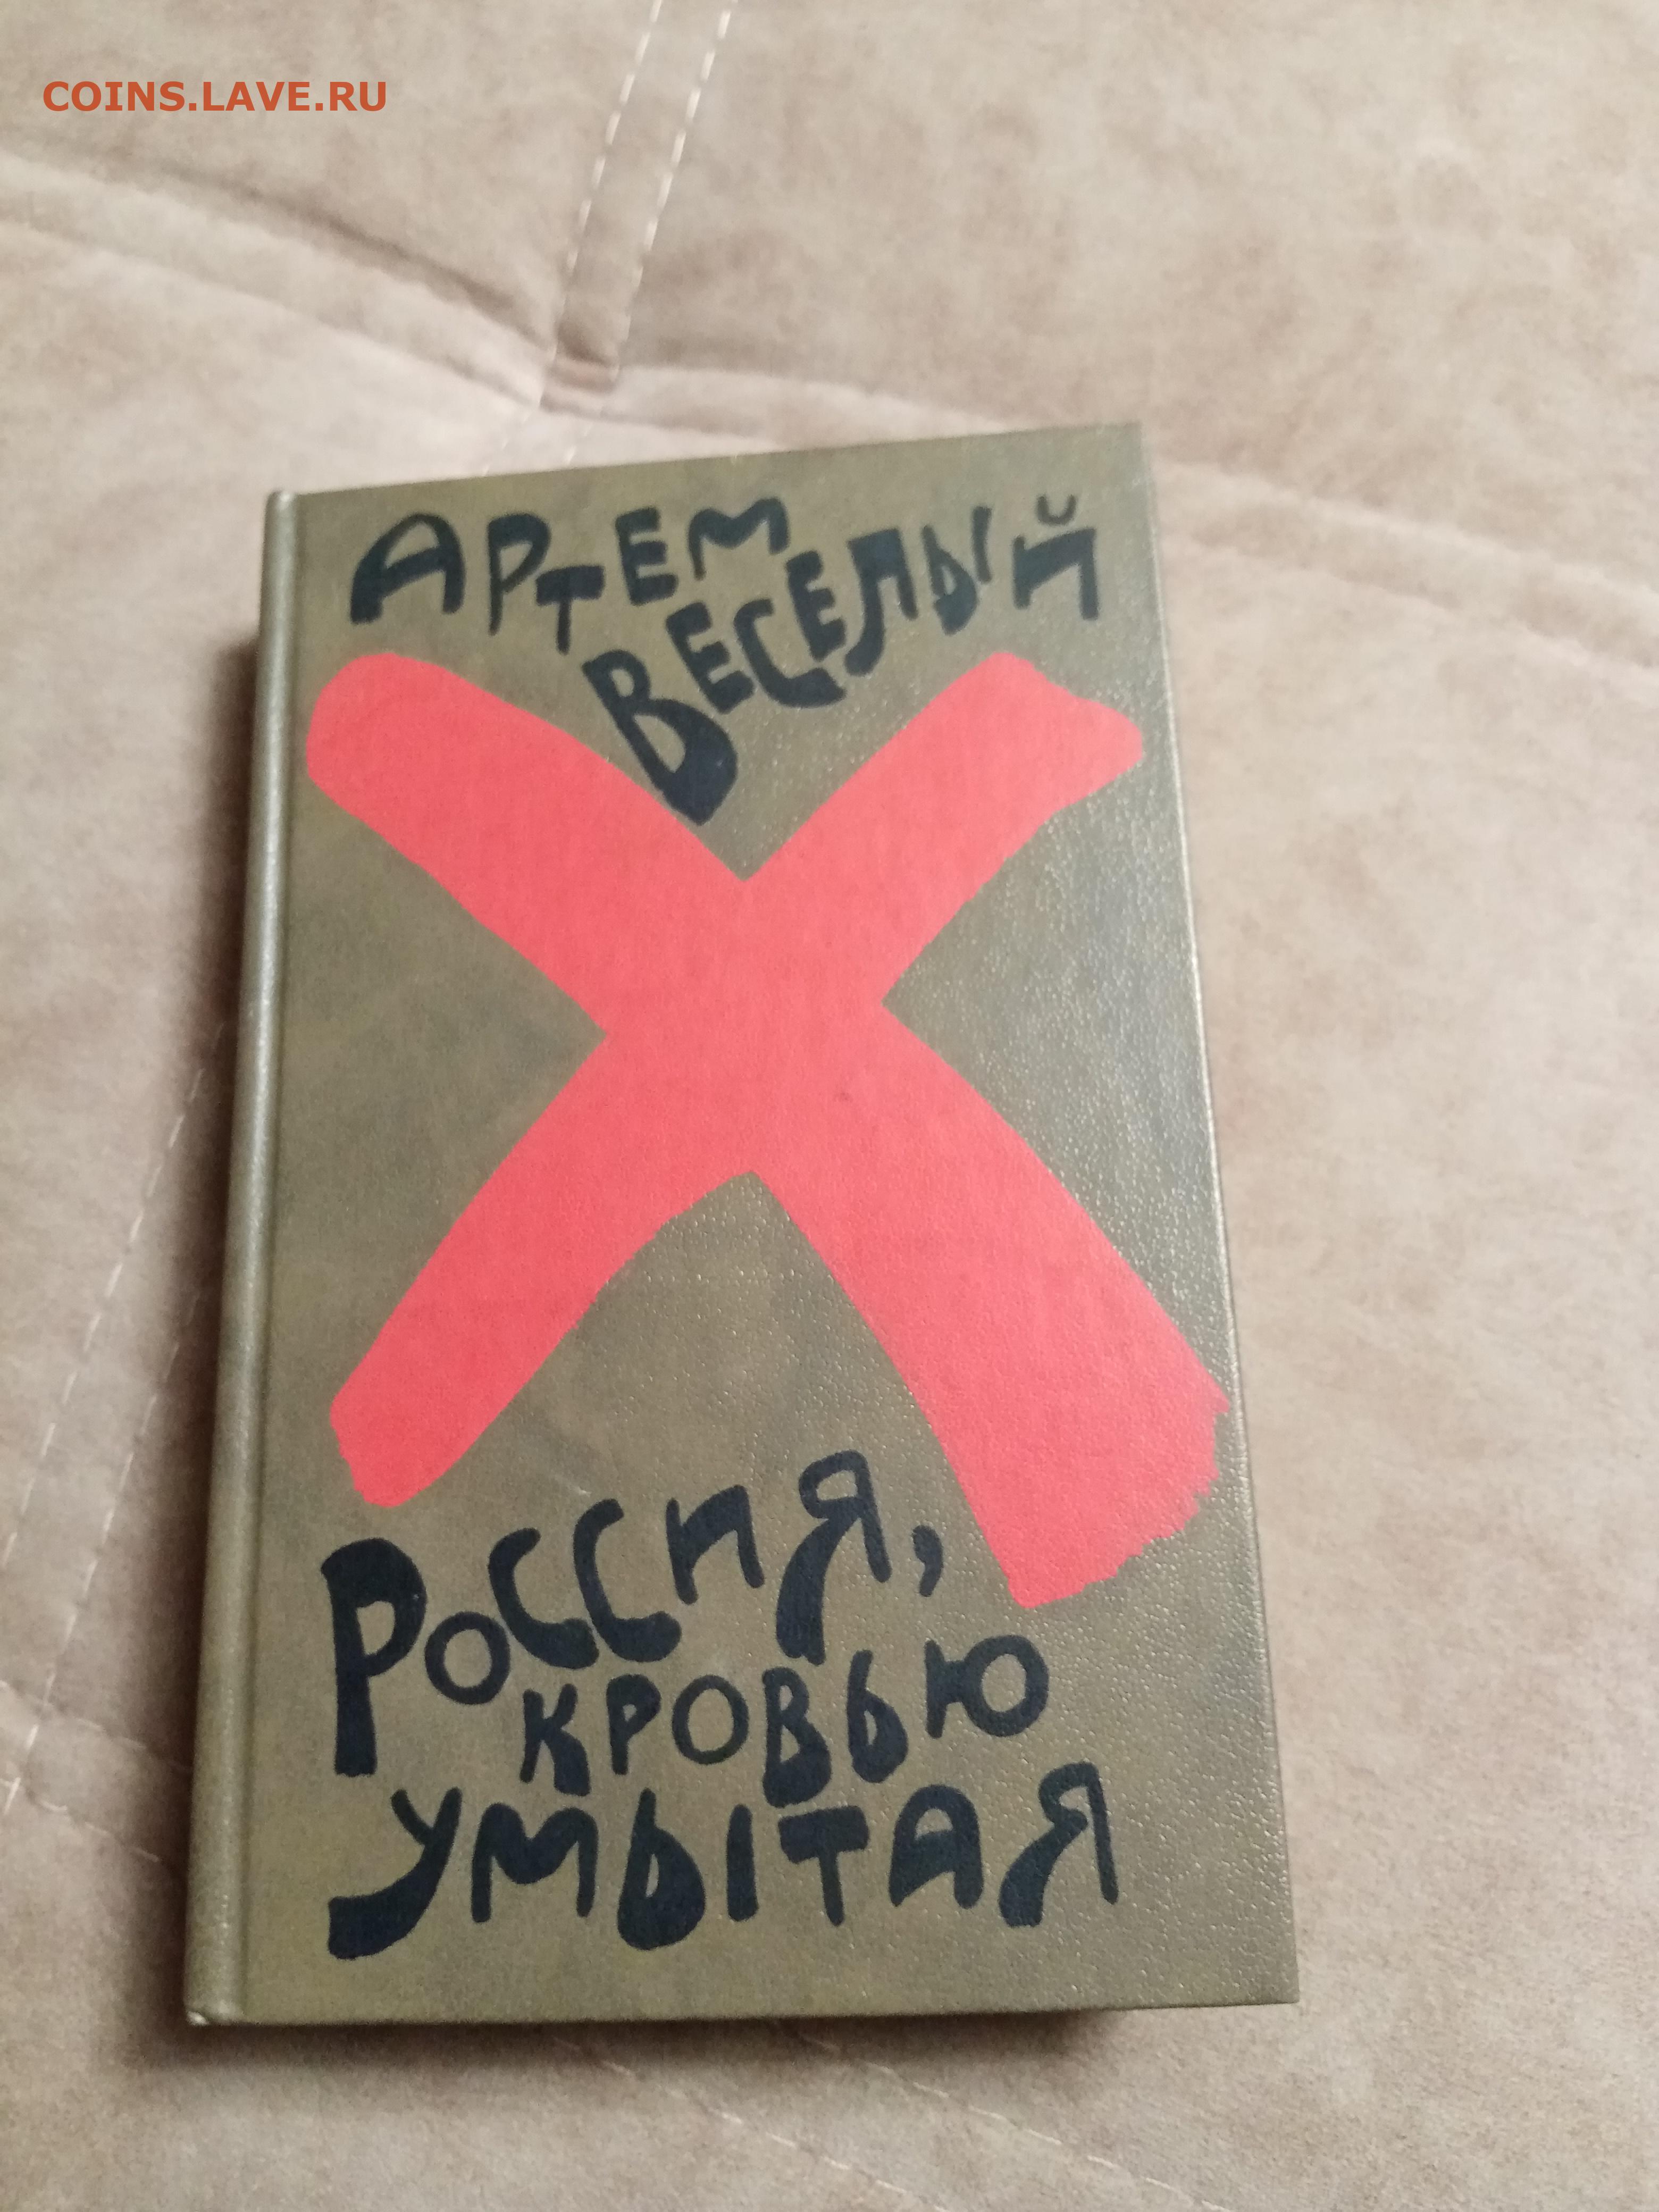 COINS.LAVE.RU
АРТЕМ
ВЕСЕЛЫЙ
РОССИЯ,
КРОВЬЮ
УМЫТАЯ